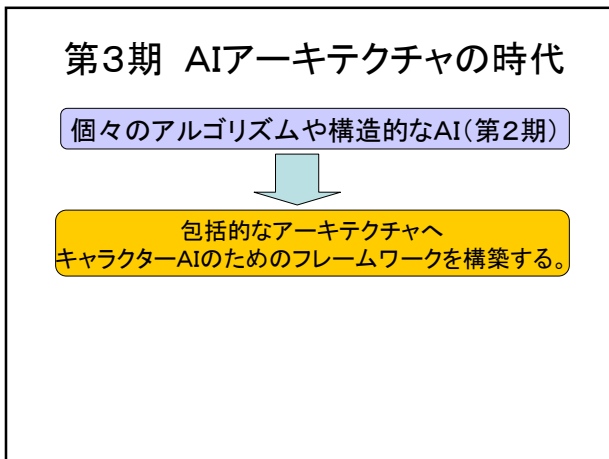 第３期 AIアーキテクチャの時代
個々のアルゴリズムや構造的なAI(第２期)
包括的なアーキテクチャへ
キャラクターAIのためのフレームワークを構築する。